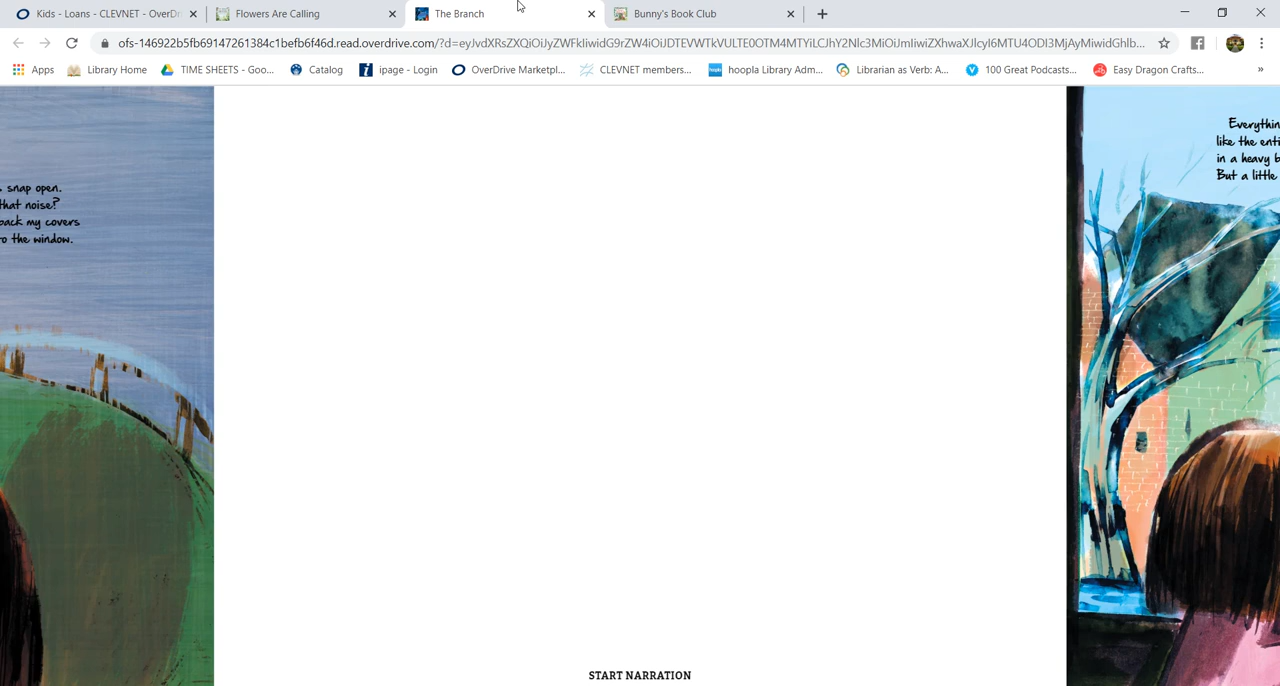 Kids - Loans - CLEVNET - OverDri
Flowers Are Calling
The Branch
Bunny's Book Club
ofs-146922b5fb69147261384c1befb6f46d.read.overdrive.com/?d=eyJvdXRsZXQiOiJyZWFkIiwidG9rZW4iOiJDTEVWTkVULTE0OTM4MTYiLCJhY2Nlc3MiOiJmIiwiZXhwaXJlcyI6MTU4ODI3MjAyMiwidGhlb...
Apps
Library Home
TIME SHEETS - Goo...
Catalog
ipage - Login
OverDrive Marketpl...
CLEVNET members...
hoopla Library Adm...
Librarian as Verb: A...
100 Great Podcasts...
Easy Dragon Crafts...
»
snap open.
that noise?
back my covers
to the window.
Everythin
like the enti
in a heavy b
But a little
START NARRATION